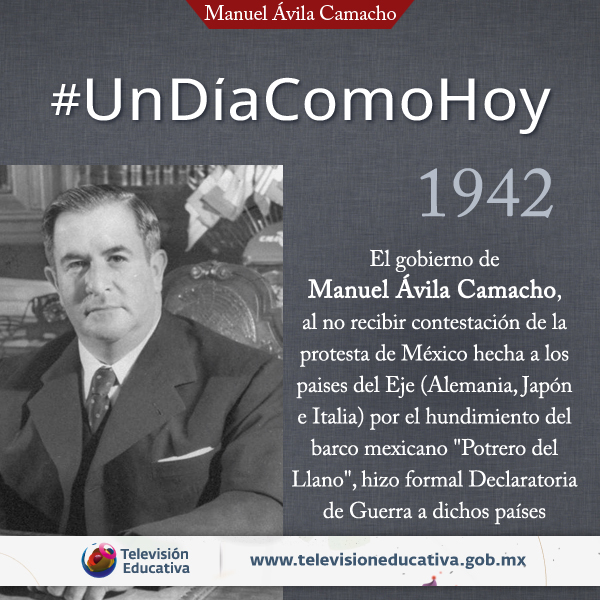 Manuel Ávila Camacho
#UnDíaComoHoy
1942
El gobierno de
Manuel Ávila Camacho,
al no recibir contestación de la
protesta de México hecha a los
paises del Eje (Alemania, Japón
e Italia) por el hundimiento del
barco mexicano "Potrero del
Llano", hizo formal Declaratoria
de Guerra a dichos países
Televisión
Educativa
www.televisioneducativa.gob.mx